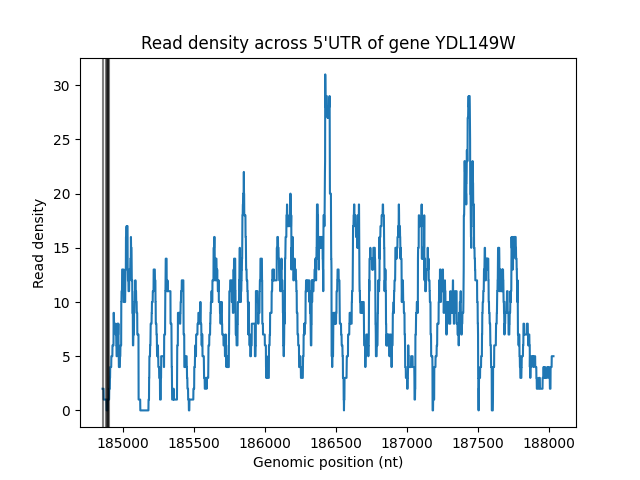 Read density across 5'UTR of gene YDL149W
30
25
20
15
10
5
0
Read density
185000 185500 186000 186500 187000 187500 188000
Genomic position (nt)